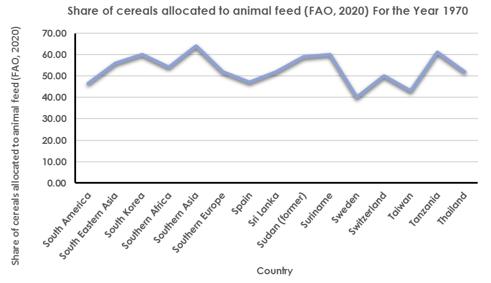 Share of cereals allocated to animal feed (FAO, 2020) For the Year 1970
Share of cereals allocated to animal feed (FAO, 2020)
70.00
60.00
50.00
40.00
30.00
20.00
10.00
0.00
South America
South Eastern Asia
South Korea
Southern Africa
Southern Asia
Southern Europe
Spain
Sri Lanka
Sudan (former)
Suriname
Sweden
Switzerland
Taiwan
Tanzania
Thailand
Country